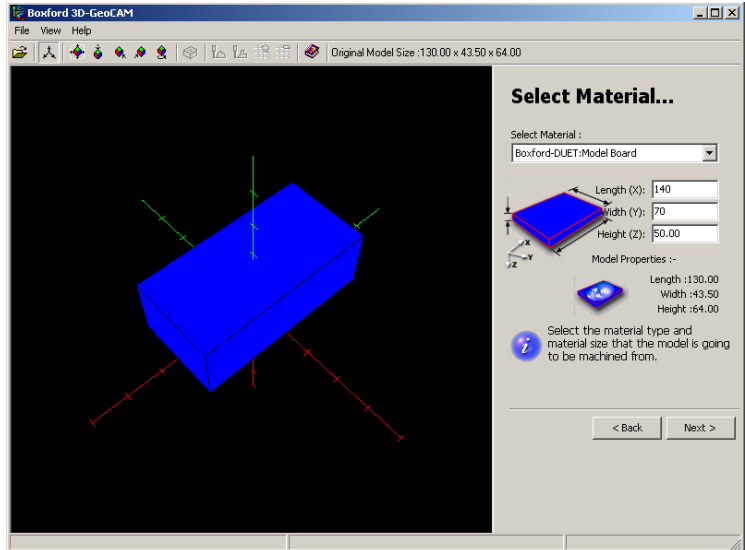 Boxford 3D-GeoCAM
File View Help
Original Model Size :130.00 x 43.50 x 64.00
Select Material...
Select Material :
Boxford-DUET:Model Board
Length (X): 140
Width (Y): 70
Height (Z): 50.00
X
Y
Z
Model Properties :-
Length :130.00
Width :43.50
Height :64.00
i
Select the material type and
material size that the model is going
to be machined from.
< Back Next >